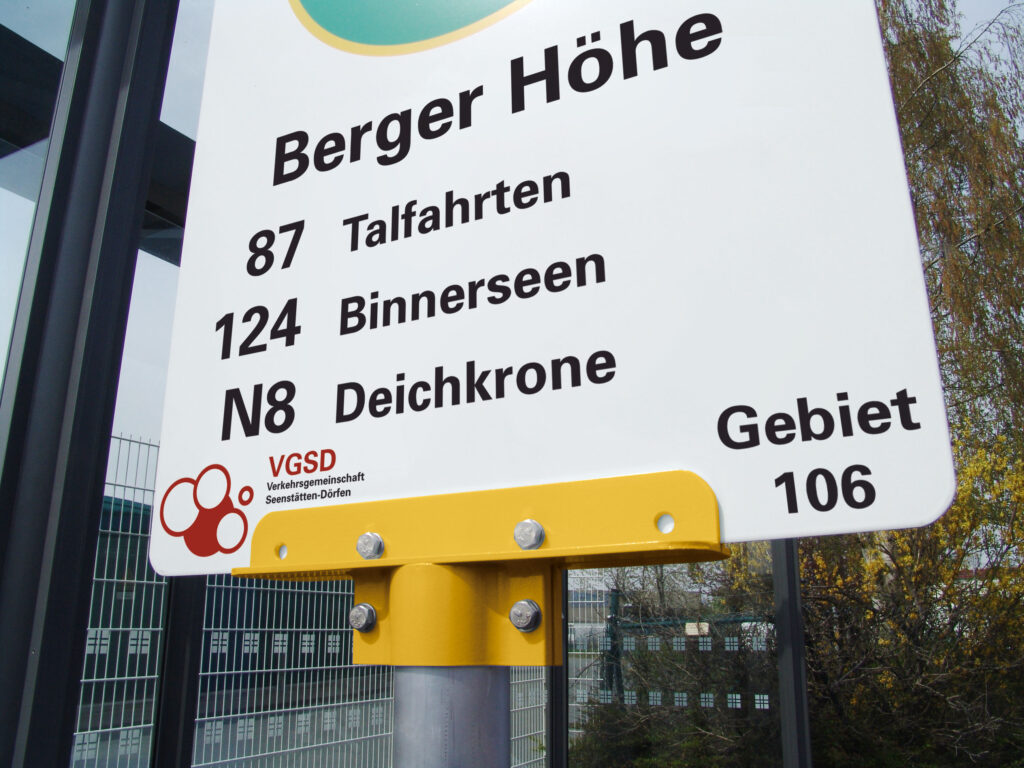 Berger Höhe
87 Talfahrten
124 Binnerseen
N8 Deichkrone
VGSD
Verkehrsgemeinschaft
Seenstätten-Dörfen
Gebiet
106